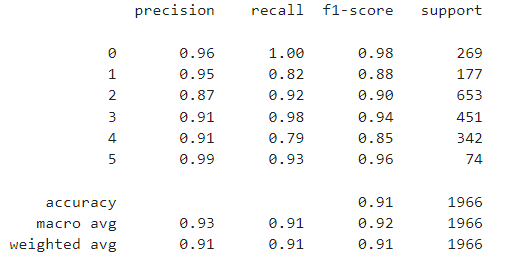 precision recall f1-score support
0 0.96 1.00 0.98 269
1 0.95 0.82 0.88 177
2 0.87 0.92 0.90 653
3 0.91 0.98 0.94 451
4 0.91 0.79 0.85 342
5 0.99 0.93 0.96 74
accuracy 0.91 1966
macro avg 0.93 0.91 0.92 1966
weighted avg 0.91 0.91 0.91 1966